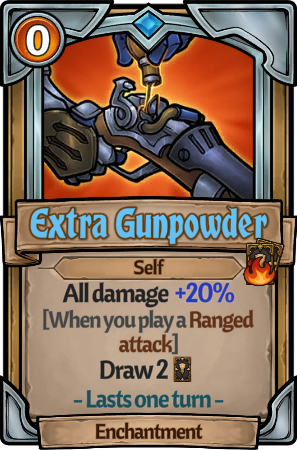 0
Extra Gunpowder
Self
All damage +20%
[When you play a Ranged
attack]
Draw 2
- Lasts one turn -
Enchantment